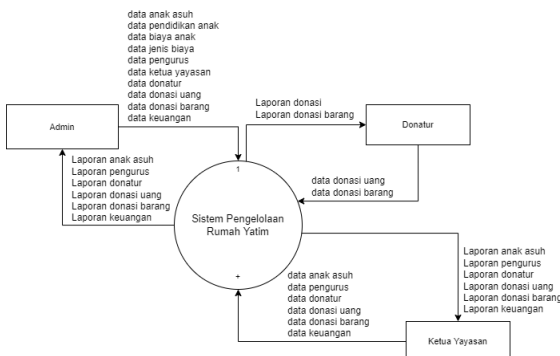 data anak asuh
data pendidikan anak
data biaya anak
data jenis biaya
data pengurus
data ketua yayasan
data donatur
data donasi uang
data donasi barang
data keuangan
Admin
Laporan donasi
Laporan donasi barang
Donatur
Laporan anak asuh
Laporan pengurus
Laporan donatur
Laporan donasi uang
Laporan donasi barang
Laporan keuangan
1
Sistem Pengelolaan
Rumah Yatim
+
data donasi uang
data donasi barang
data anak asuh
data pengurus
data donatur
data donasi uang
data donasi barang
data keuangan
Laporan anak asuh
Laporan pengurus
Laporan donatur
Laporan donasi uang
Laporan donasi barang
Laporan keuangan
Ketua Yayasan